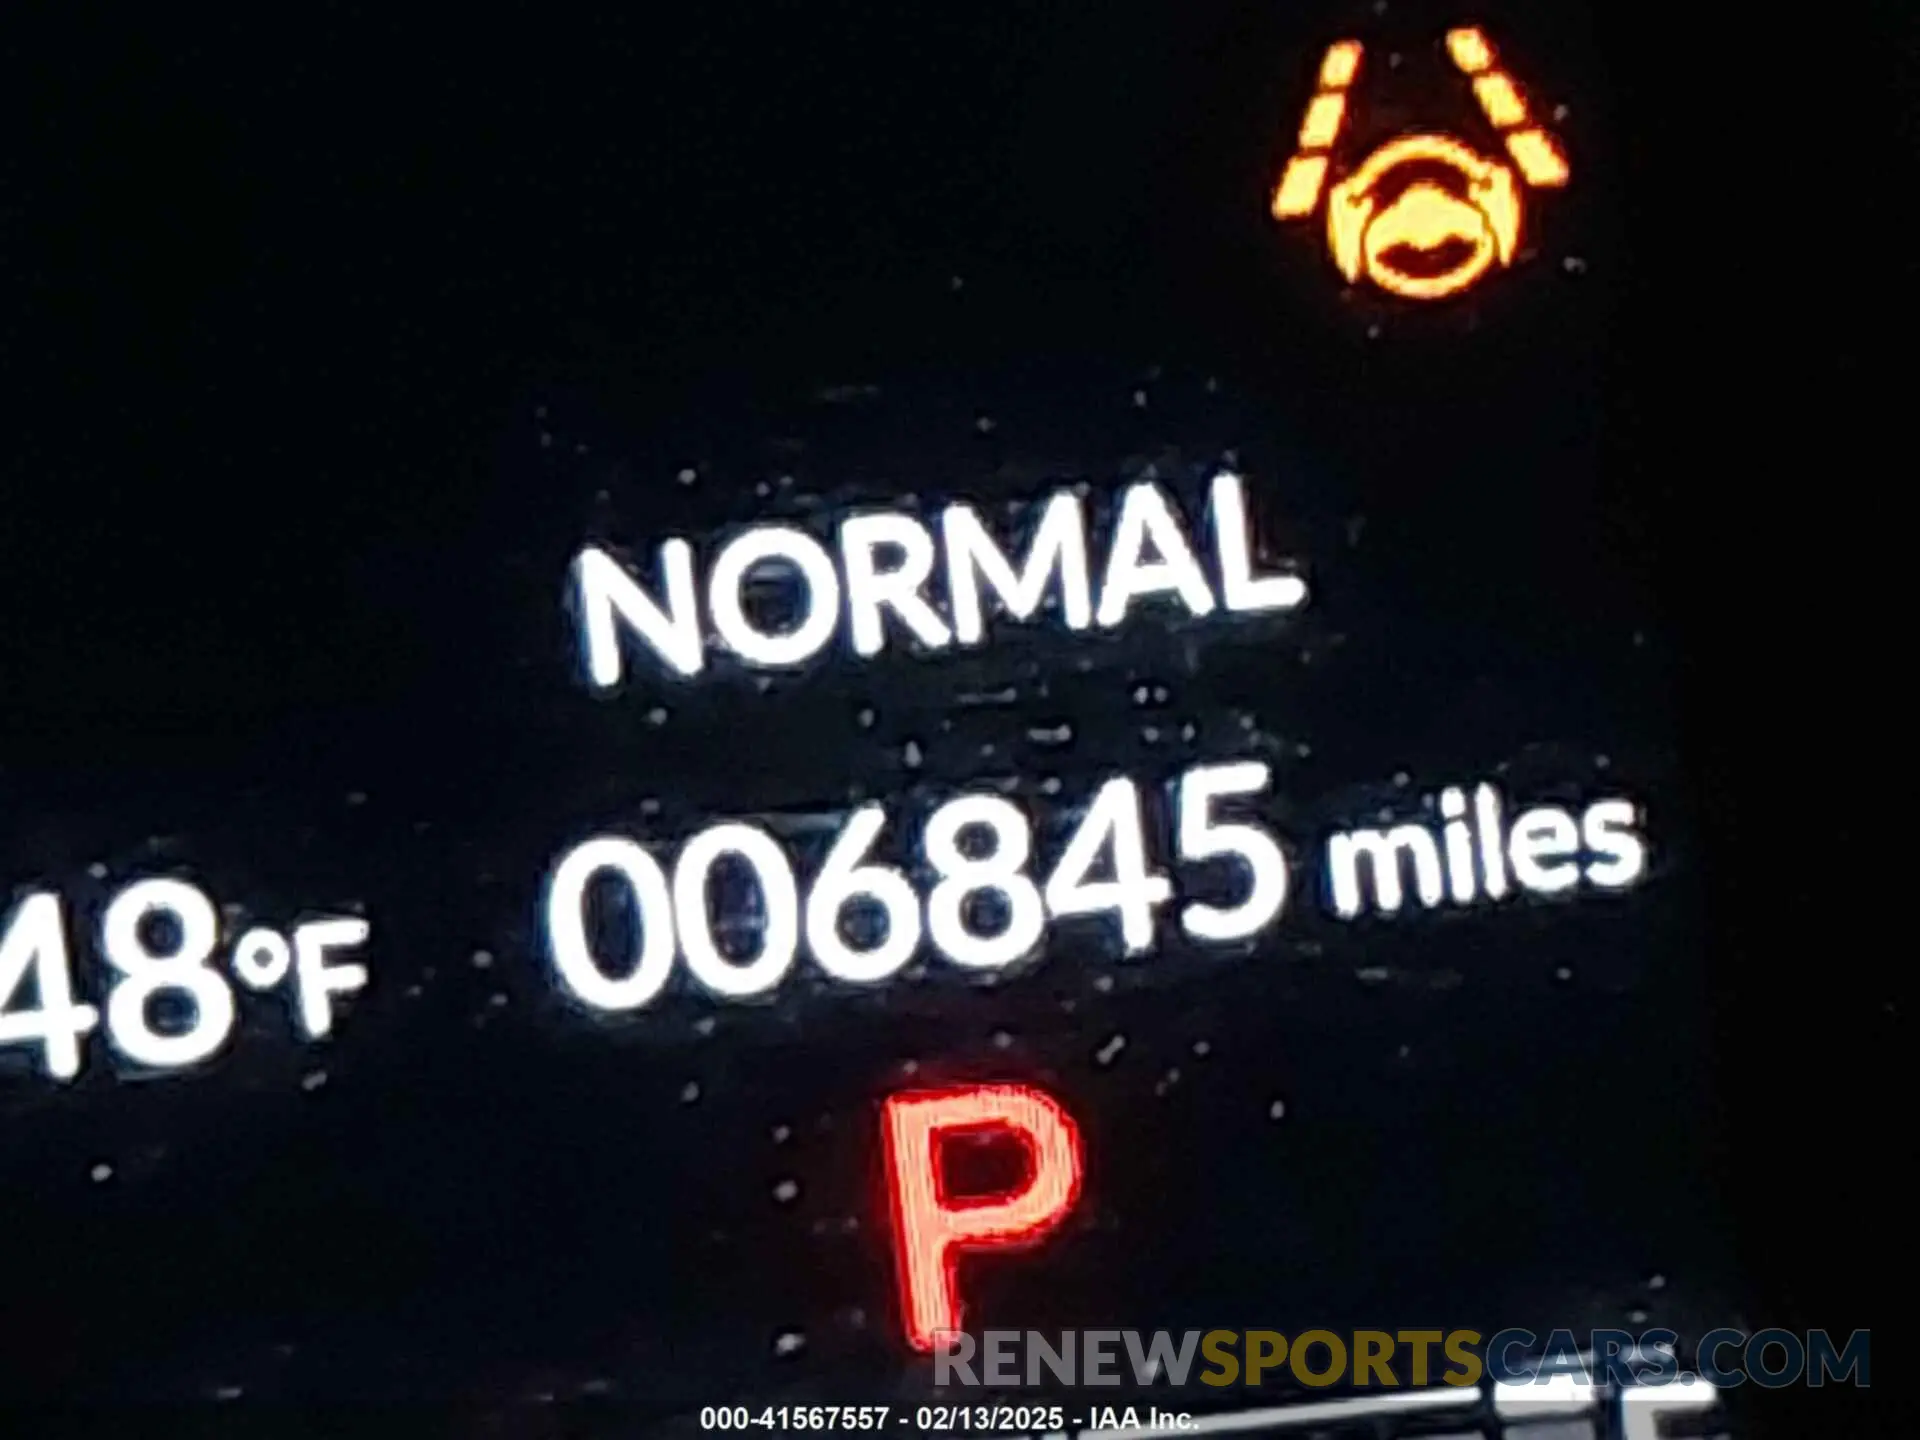 NORMAL
48°F 006845 miles
P
RENEWSPORTSCARS.COM
000-41567557 - 02/13/2025 - IAA Inc.